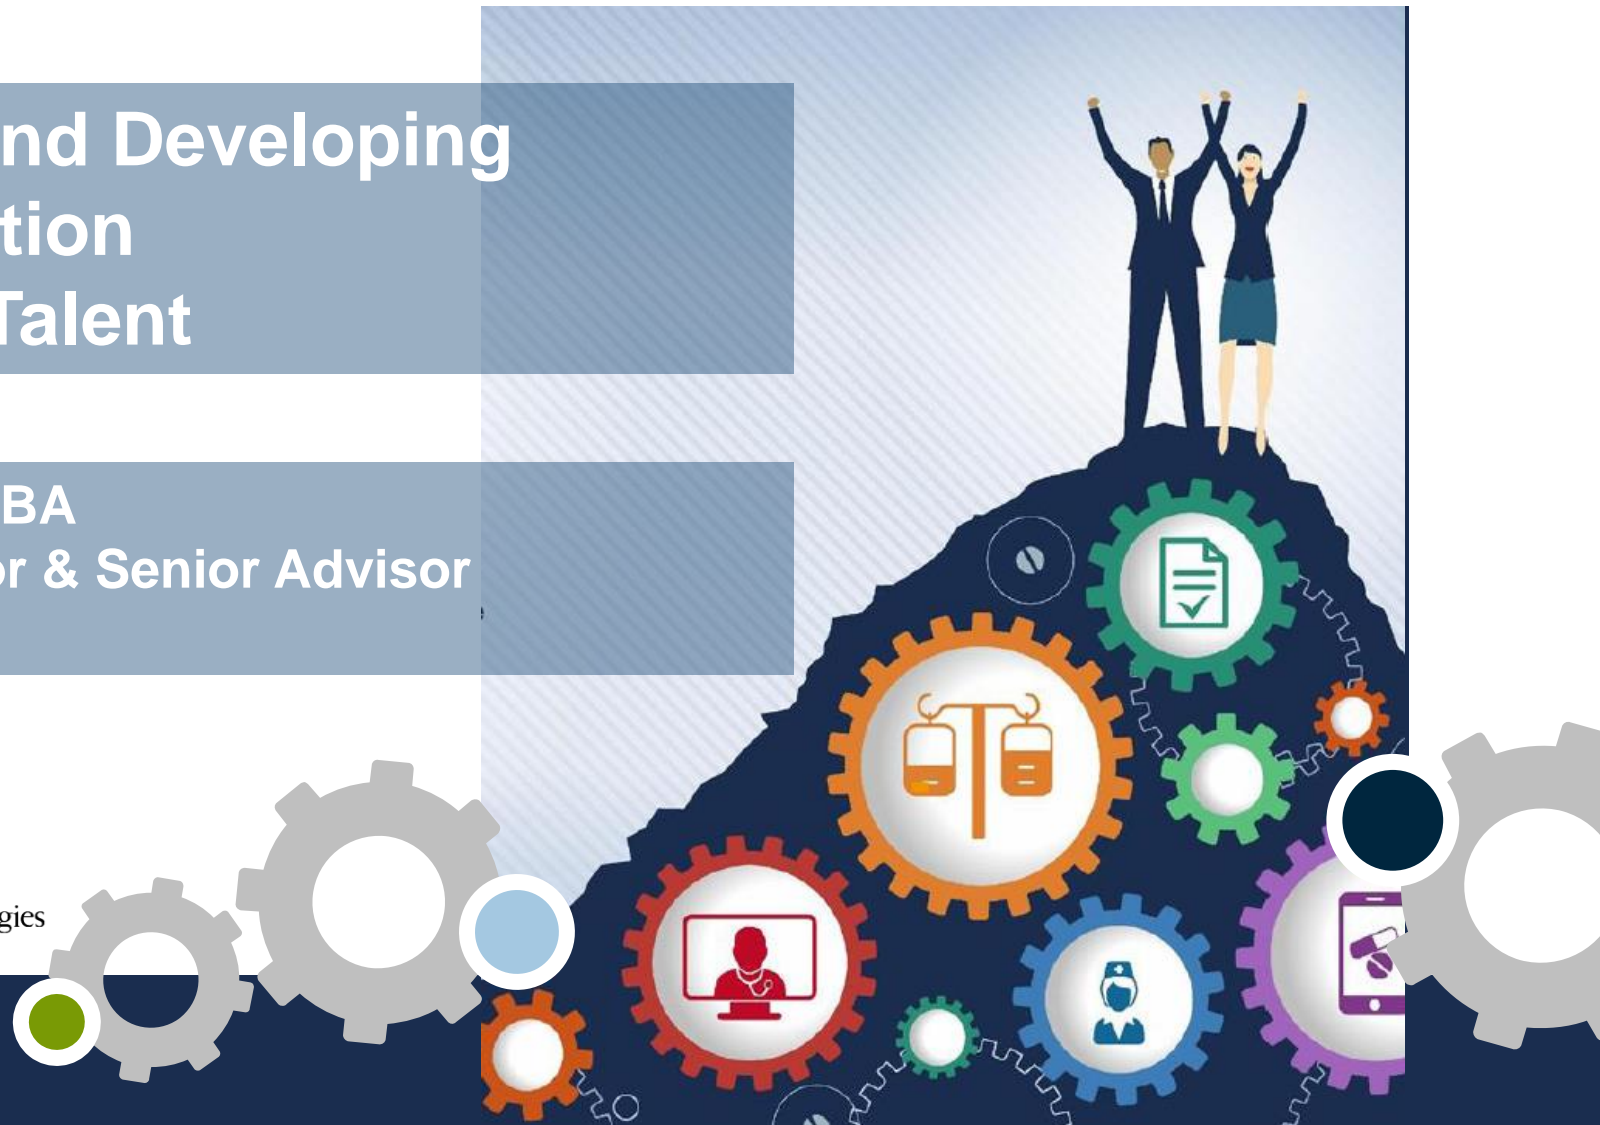 nd Developing
tion
Talent
BA
or & Senior Advisor
gies